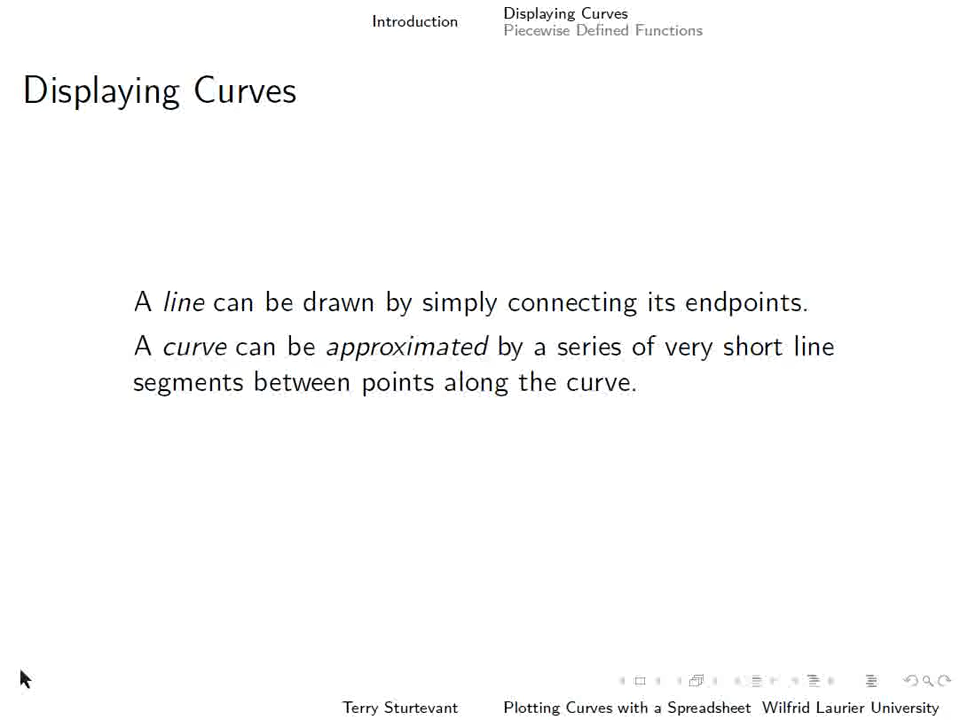 Introduction
Displaying Curves
Piecewise Defined Functions
Displaying Curves
A line can be drawn by simply connecting its endpoints.
A curve can be approximated by a series of very short line
segments between points along the curve.
Terry Sturtevant Plotting Curves with a Spreadsheet Wilfrid Laurier University